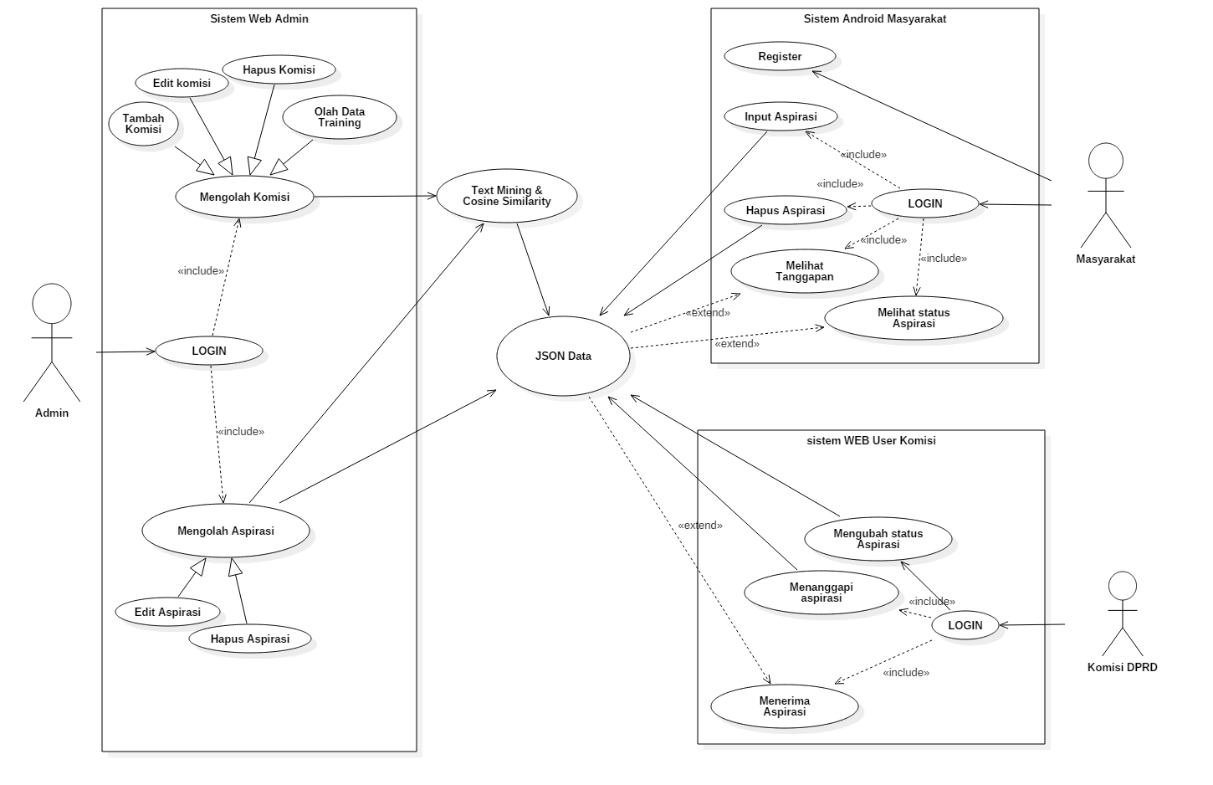 Sistem Web Admin
Hapus Komisi
Edit komisi
Tambah
Komisi
Olah Data
Training
Mengolah Komisi
«include»
LOGIN
«include»
Mengolah Aspirasi
Edit Aspirasi
Hapus Aspirasi
Admin
Text Mining &
Cosine Similarity
JSON Data
Sistem Android Masyarakat
Register
Input Aspirasi
«include»
«include»
Hapus Aspirasi
LOGIN
«include»
«include»
Melihat
Tanggapan
Melihat status
Aspirasi
«extend»
«extend»
Masyarakat
sistem WEB User Komisi
«extend»
Mengubah status
Aspirasi
Menanggapi
aspirasi
«include»
LOGIN
«include»
Menerima
Aspirasi
Komisi DPRD